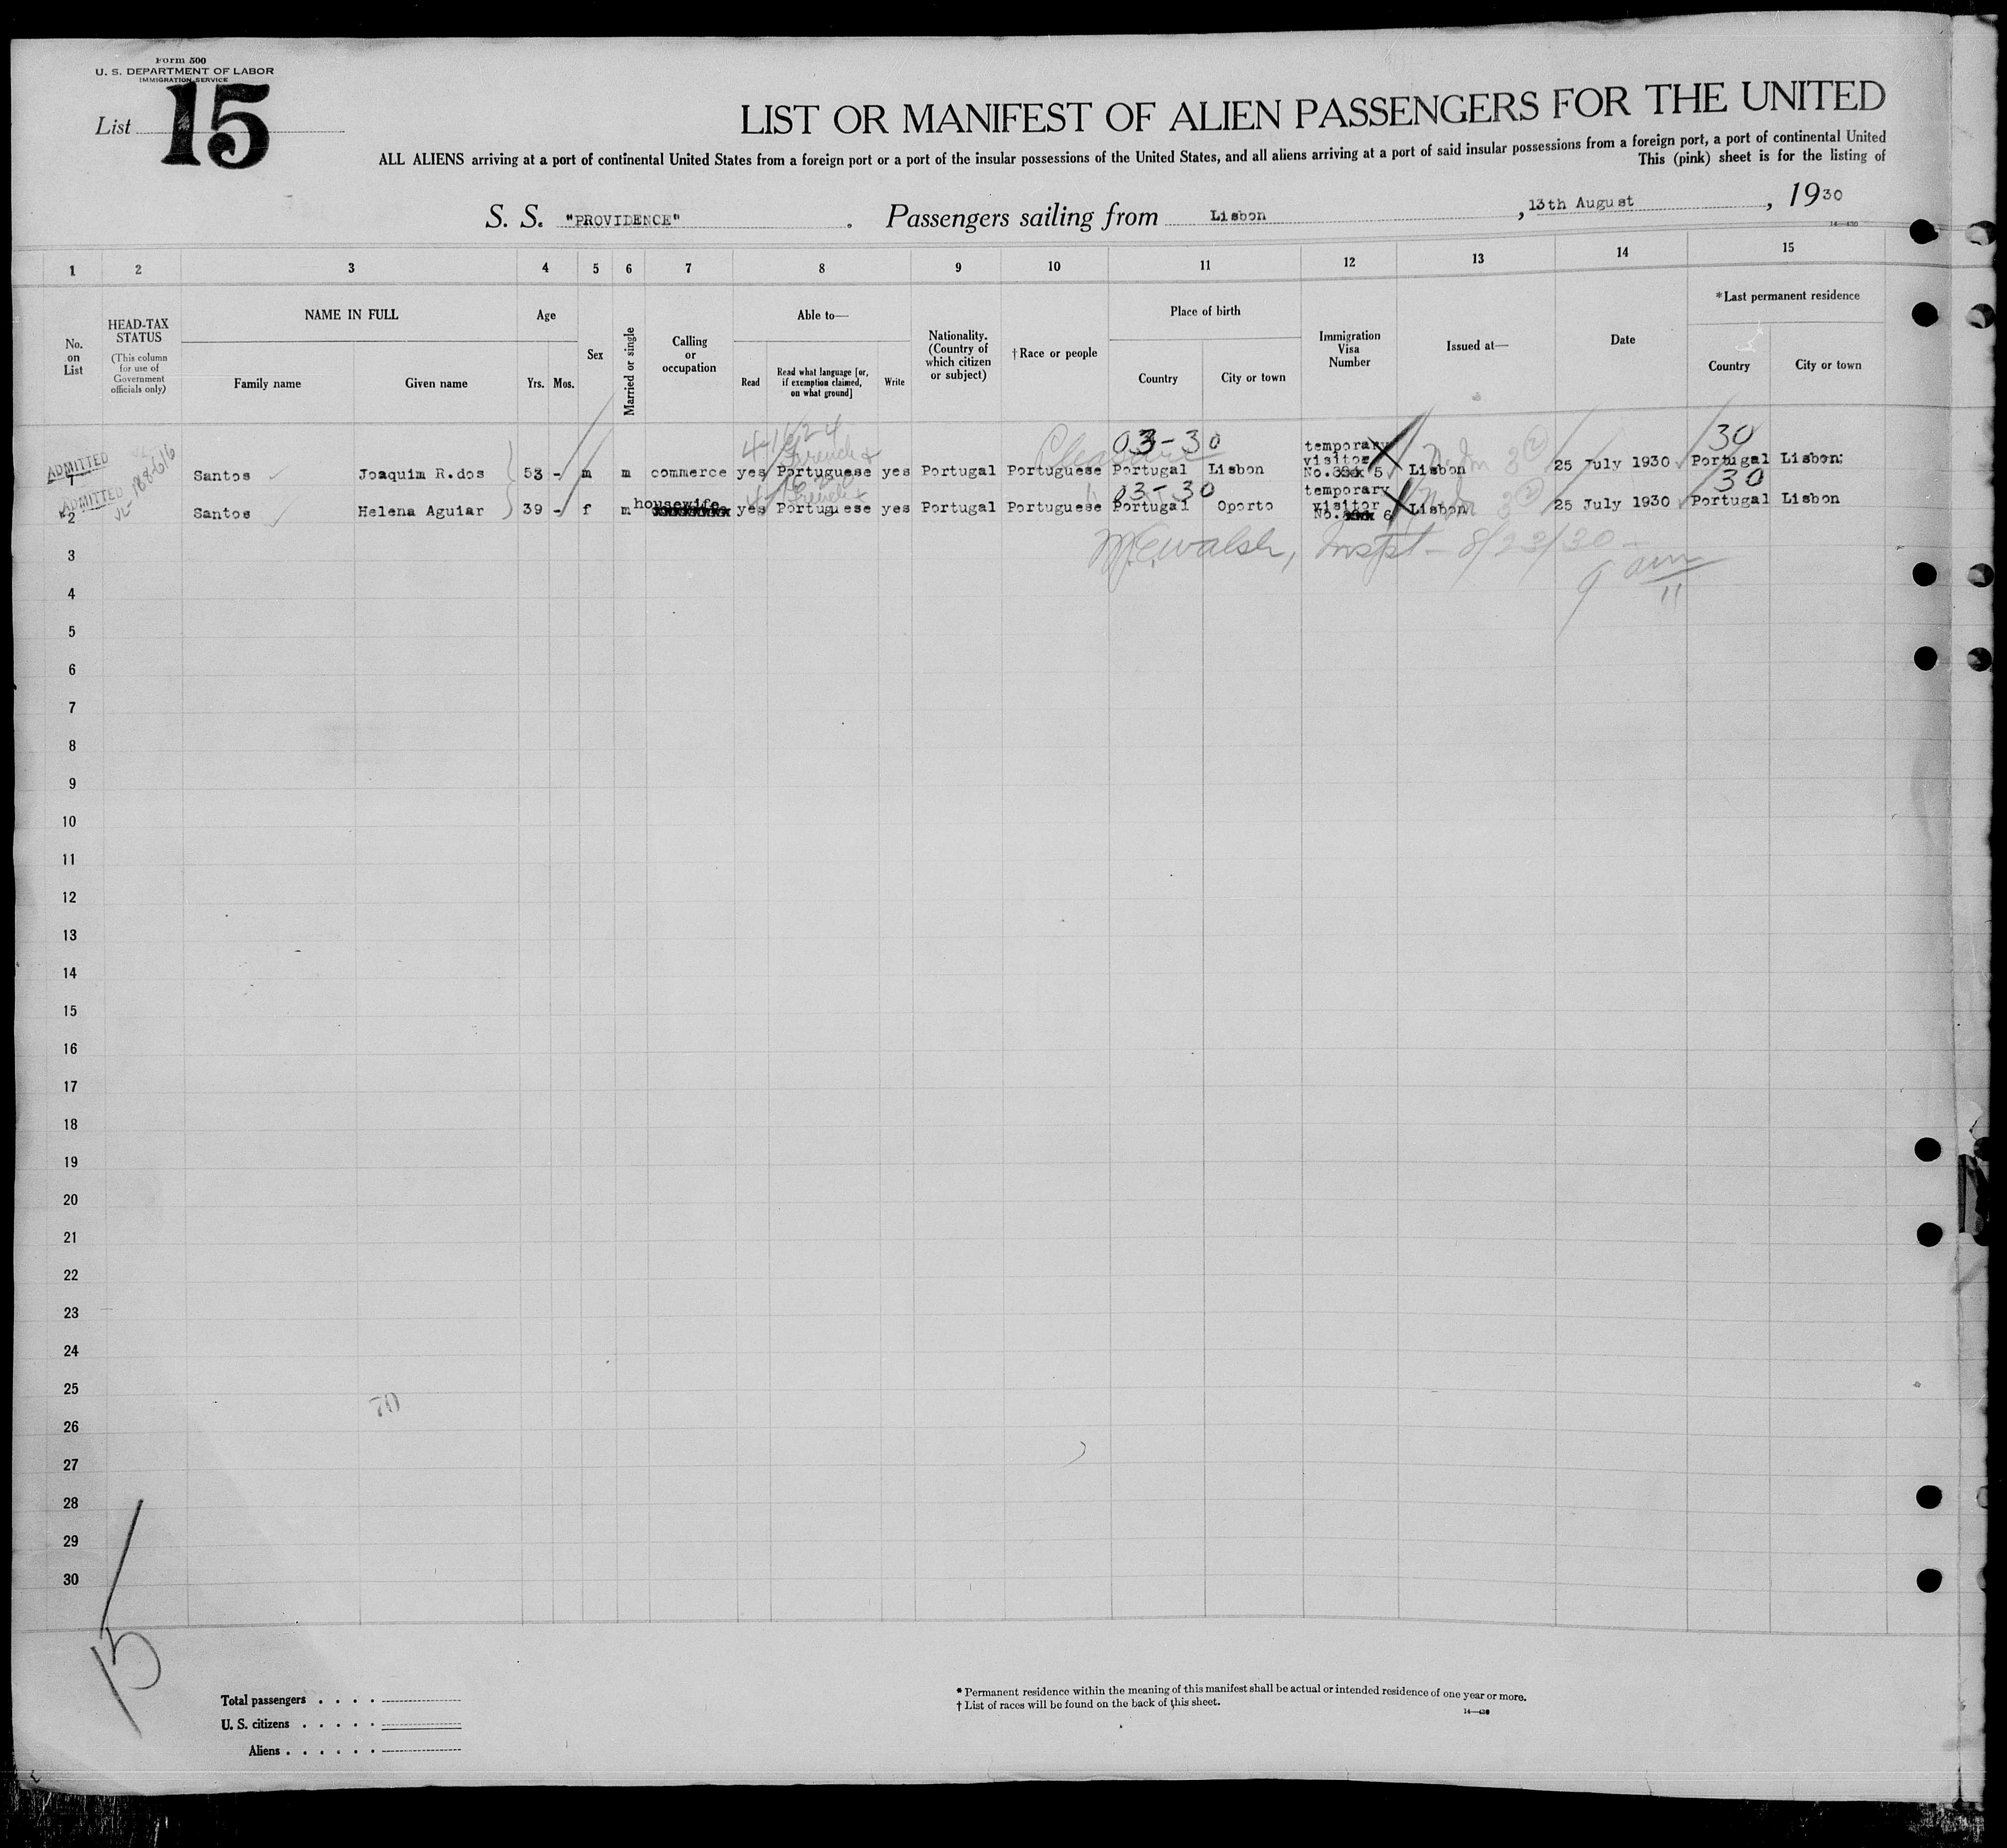 Form 500
U. S. DEPARTMENT OF LABOR
IMMIGRATION SERVICE
List 15
LIST OR MANIFEST OF ALIEN PASSENGERS FOR THE UNITED
ALL ALIENS arriving at a port of continental United States from a foreign port or a port of the insular possessions of the United States, and all aliens arriving at a port of said insular possessions from a foreign port, a port of continental United
This (pink) sheet is for the listing of
S. S. "PROVIDENCE". Passengers sailing from Lisbon, 13th August, 1930
14—430
1 2 3 4 5 6 7 8 9 10 11 12 13 14 15
No. on List
HEAD-TAX STATUS
(This column for use of Government officials only)
NAME IN FULL
Family name
Given name
Age
Yrs. Mos.
Sex
Married or single
Calling or occupation
Able to—
Read
Read what language [or, if exemption claimed, on what ground]
Write
Nationality. (Country of which citizen or subject)
†Race or people
Place of birth
Country
City or town
Immigration Visa Number
Issued at—
Date
*Last permanent residence
Country
City or town
03-30 30
ADMITTED 1 188616 Santos Joaquim R.dos 53 - m m commerce yes French + Portuguese yes Portugal Portuguese Portugal Lisbon temporary visitor No. 5 Lisbon 25 July 1930 Portugal Lisbon
03-30 30
ADMITTED 2 Santos Helena Aguiar 39 - f m housewife yes French + Portuguese yes Portugal Portuguese Portugal Oporto temporary visitor No. 6 Lisbon 25 July 1930 Portugal Lisbon
3 Walsh, Inspt - 8/23/30 -
9 am
4
5
6
7
8
9
10
11
12
13
14
15
16
17
18
19
20
21
22
23
24
25
70
26
27
28
29
30
15
Total passengers . . . .
U. S. citizens . . . . .
Aliens . . . . . .
* Permanent residence within the meaning of this manifest shall be actual or intended residence of one year or more.
† List of races will be found on the back of this sheet.
14—430